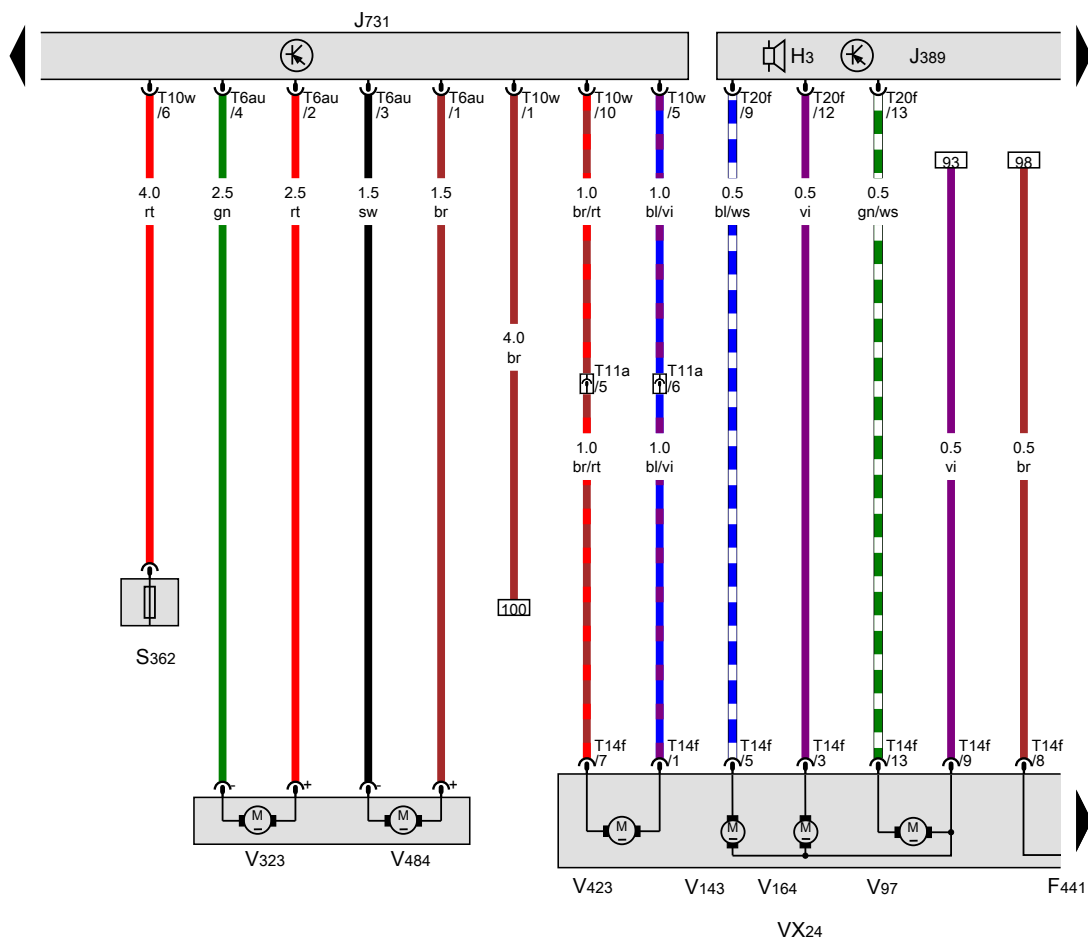 J731
H3
J389
T10w
/6
T6au
/4
T6au
/2
T6au
/3
T6au
/1
T10w
/1
T10w
/10
T10w
/5
T20f
/9
T20f
/12
T20f
/13
93
98
4.0
rt
2.5
gn
2.5
rt
1.5
sw
1.5
br
1.0
br/rt
1.0
bl/vi
0.5
bl/ws
0.5
vi
0.5
gn/ws
4.0
br
T11a
/5
T11a
/6
1.0
br/rt
1.0
bl/vi
0.5
vi
0.5
br
100
S362
T14f
/7
T14f
/1
T14f
/5
T14f
/3
T14f
/13
T14f
/9
T14f
/8
- + - +
M M M M M M
V323
V484
V423
V143
V164
V97
F441
VX24